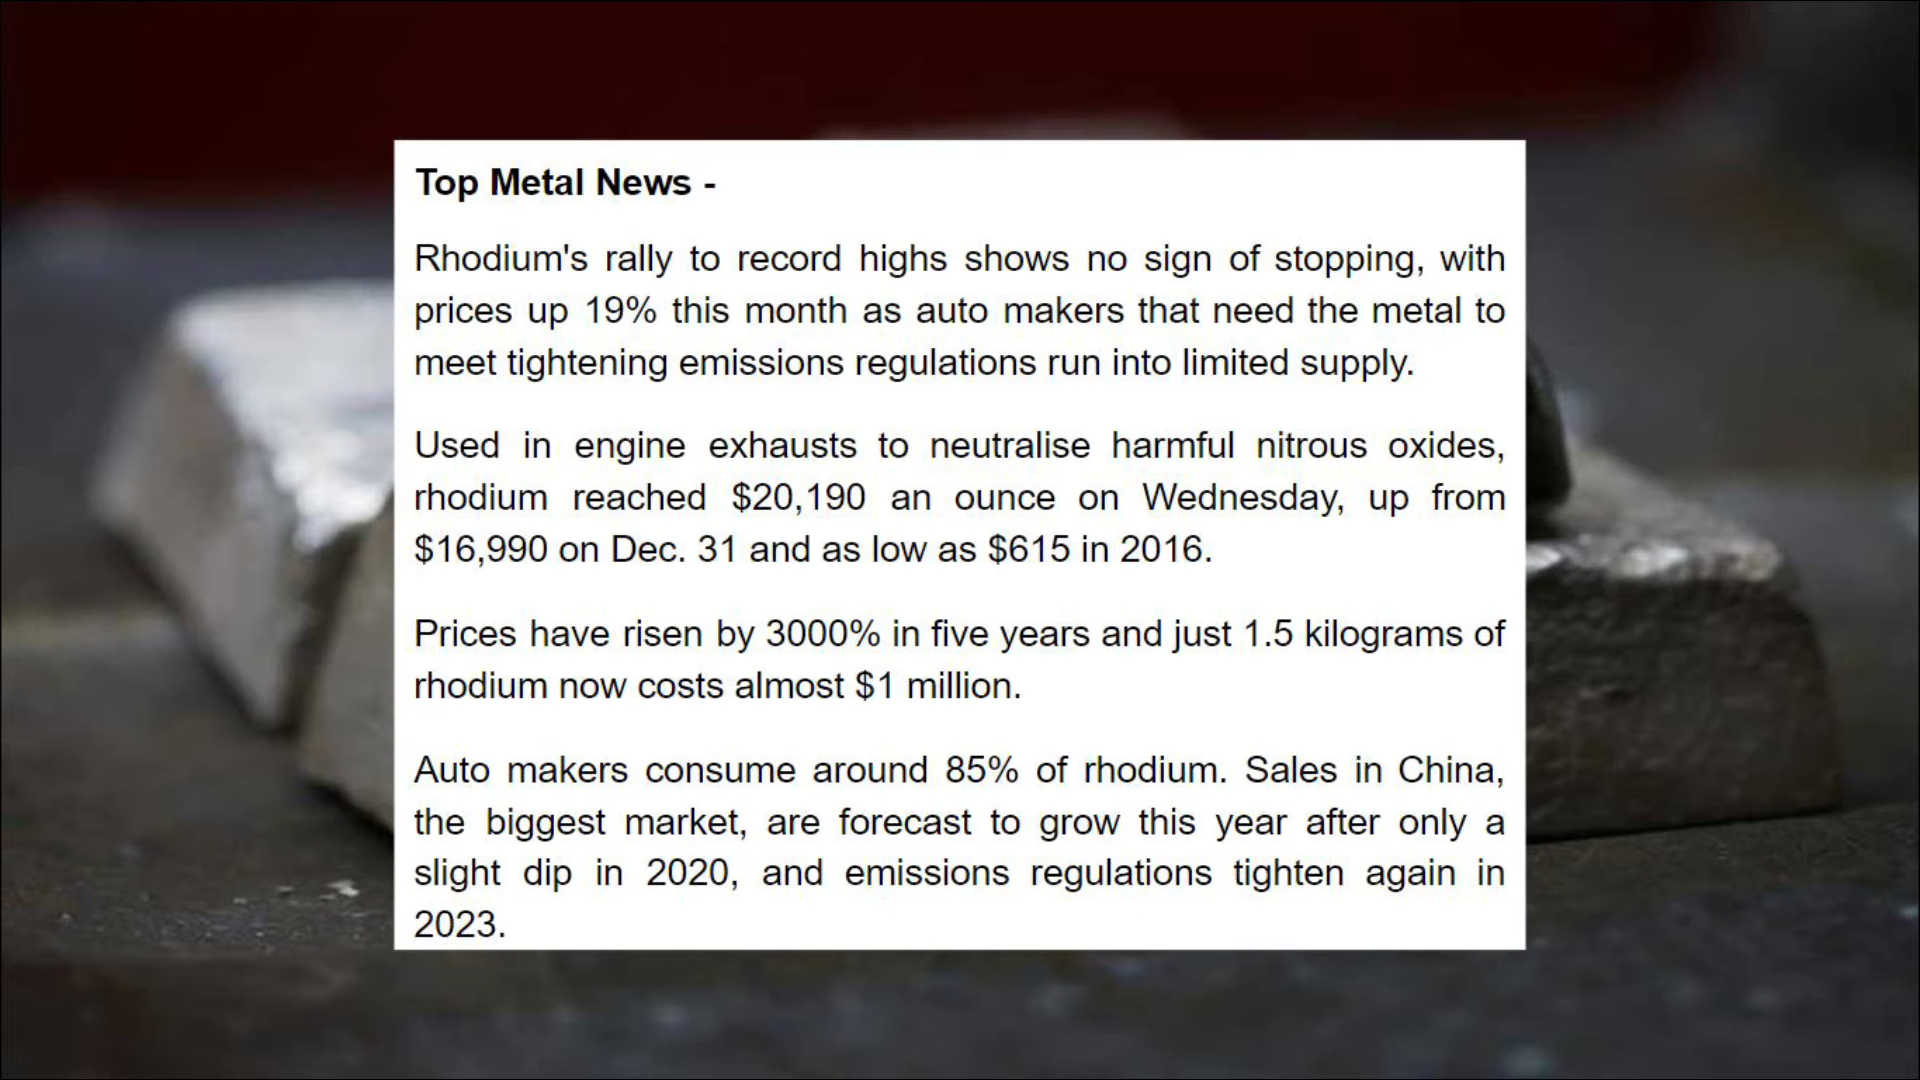 Top Metal News -
Rhodium's rally to record highs shows no sign of stopping, with
prices up 19% this month as auto makers that need the metal to
meet tightening emissions regulations run into limited supply.
Used in engine exhausts to neutralise harmful nitrous oxides,
rhodium reached $20,190 an ounce on Wednesday, up from
$16,990 on Dec. 31 and as low as $615 in 2016.
Prices have risen by 3000% in five years and just 1.5 kilograms of
rhodium now costs almost $1 million.
Auto makers consume around 85% of rhodium. Sales in China,
the biggest market, are forecast to grow this year after only a
slight dip in 2020, and emissions regulations tighten again in
2023.